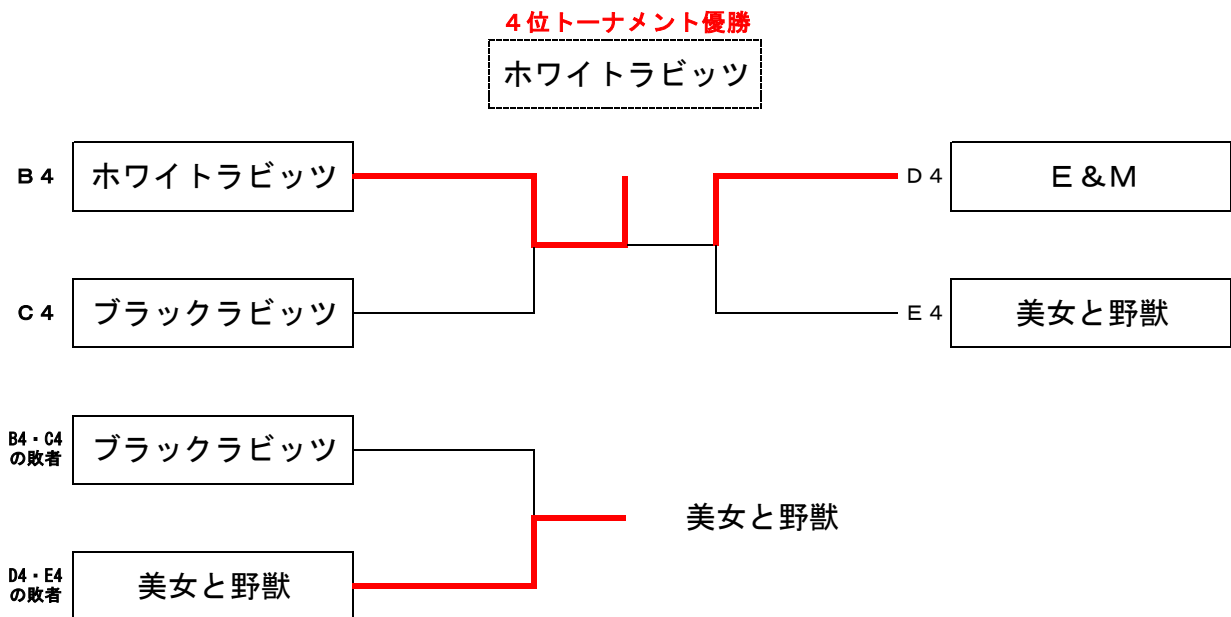 ４位トーナメント優勝
ホワイトラビッツ
Ｂ４
ホワイトラビッツ
Ｄ４
Ｅ＆Ｍ
Ｃ４
ブラックラビッツ
Ｅ４
美女と野獣
B4・C4
の敗者
ブラックラビッツ
美女と野獣
D4・E4
の敗者
美女と野獣